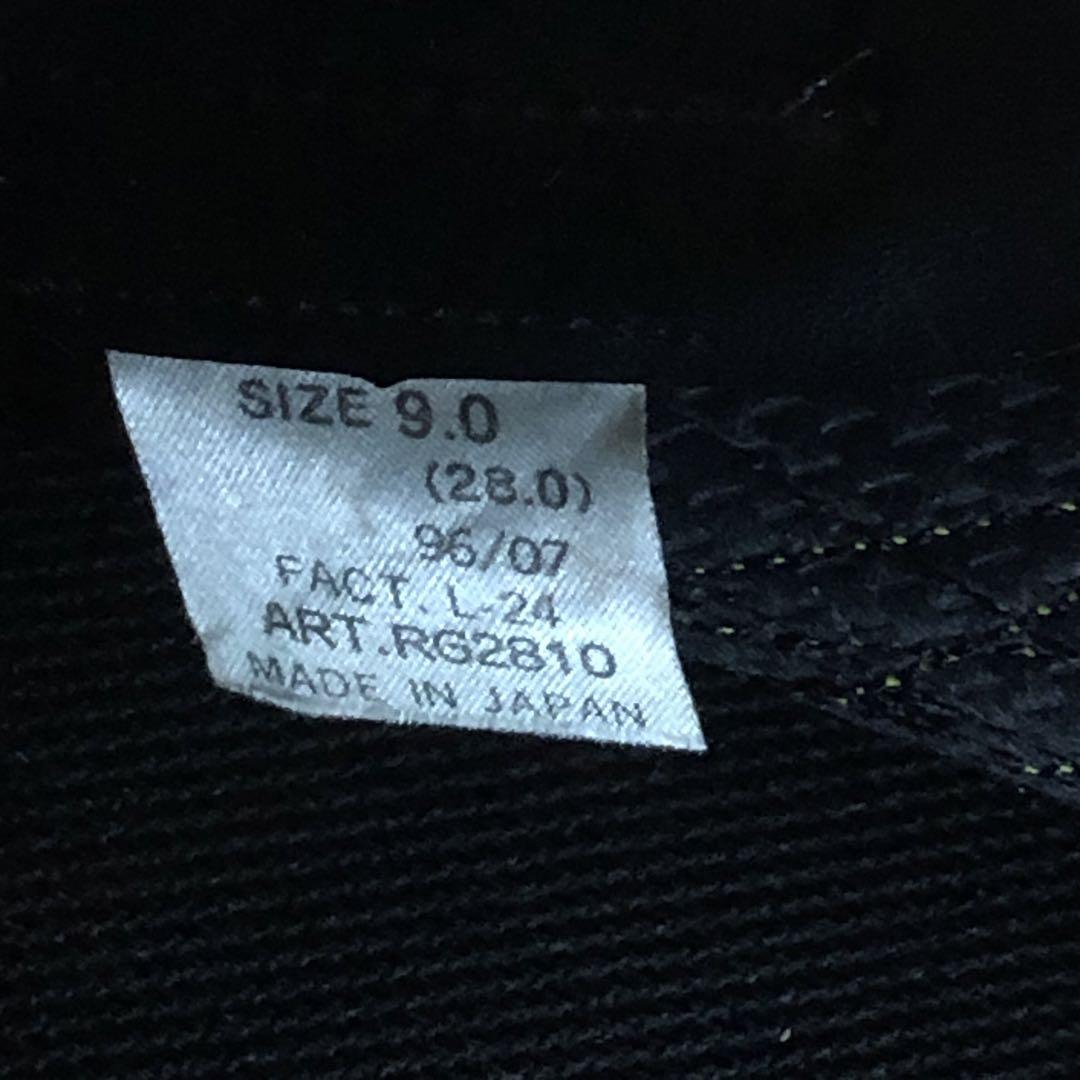 SIZE 9.0
(28.0)
96/07
FACT. L-24
ART.RG2810
MADE IN JAPAN